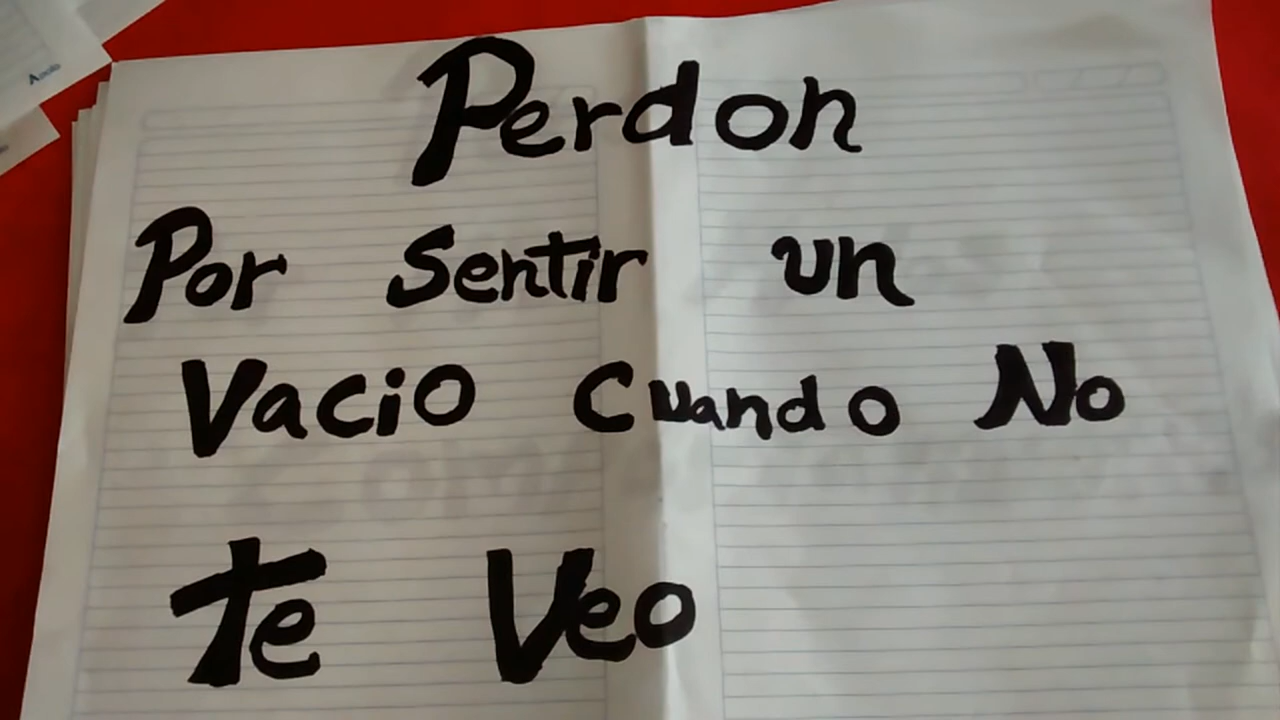 Perdon
Por Sentir un
Vacio Cuando No
te Veo